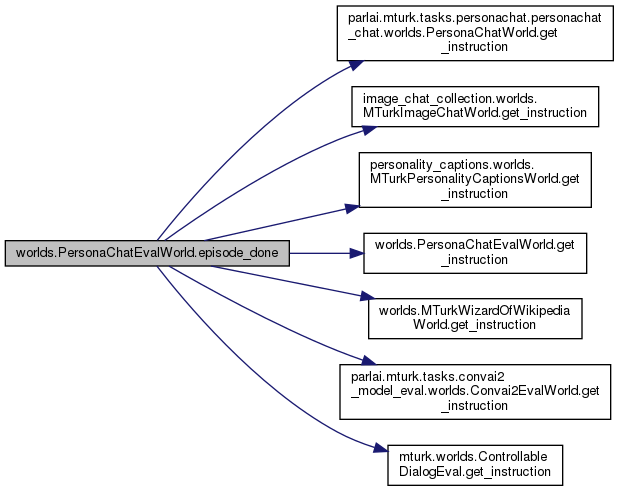 parlai.mturk.tasks.personachat.personachat
_chat.worlds.PersonaChatWorld.get
_instruction
image_chat_collection.worlds.
MTurkImageChatWorld.get_instruction
personality_captions.worlds.
MTurkPersonalityCaptionsWorld.get
_instruction
worlds.PersonaChatEvalWorld.episode_done
worlds.PersonaChatEvalWorld.get
_instruction
worlds.MTurkWizardOfWikipedia
World.get_instruction
parlai.mturk.tasks.convai2
_model_eval.worlds.Convai2EvalWorld.get
_instruction
mturk.worlds.Controllable
DialogEval.get_instruction